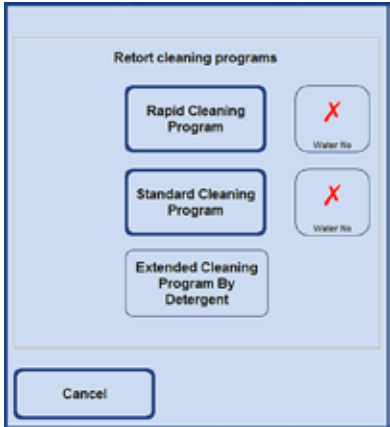 Retort cleaning programs
Rapid Cleaning
Program
✗
Water No
Standard Cleaning
Program
✗
Water No
Extended Cleaning
Program By
Detergent
Cancel